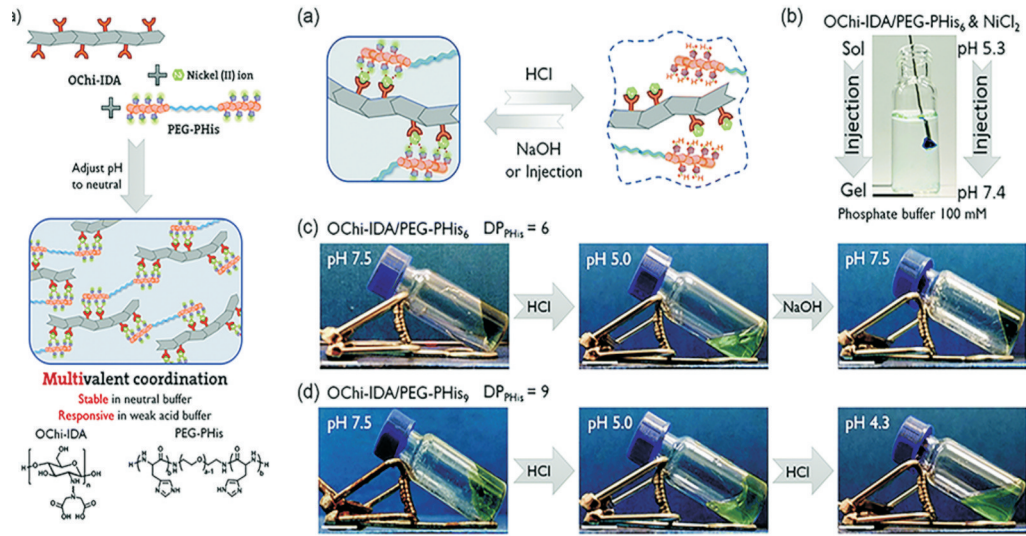 a)
OChi-IDA
Nickel (II) ion
PEG-PHis
Adjust pH
to neutral
Multivalent coordination
Stable in neutral buffer
Responsive in weak acid buffer
OChi-IDA
PEG-PHis
(a)
HCl
NaOH
or Injection
(b)
OChi-IDA/PEG-PHis6 & NiCl2
Sol
Injection
Gel
pH 5.3
Injection
pH 7.4
Phosphate buffer 100 mM
(c) OChi-IDA/PEG-PHis6 DPPHis = 6
pH 7.5
HCl
pH 5.0
NaOH
pH 7.5
(d) OChi-IDA/PEG-PHis9 DPPHis = 9
pH 7.5
HCl
pH 5.0
HCl
pH 4.3